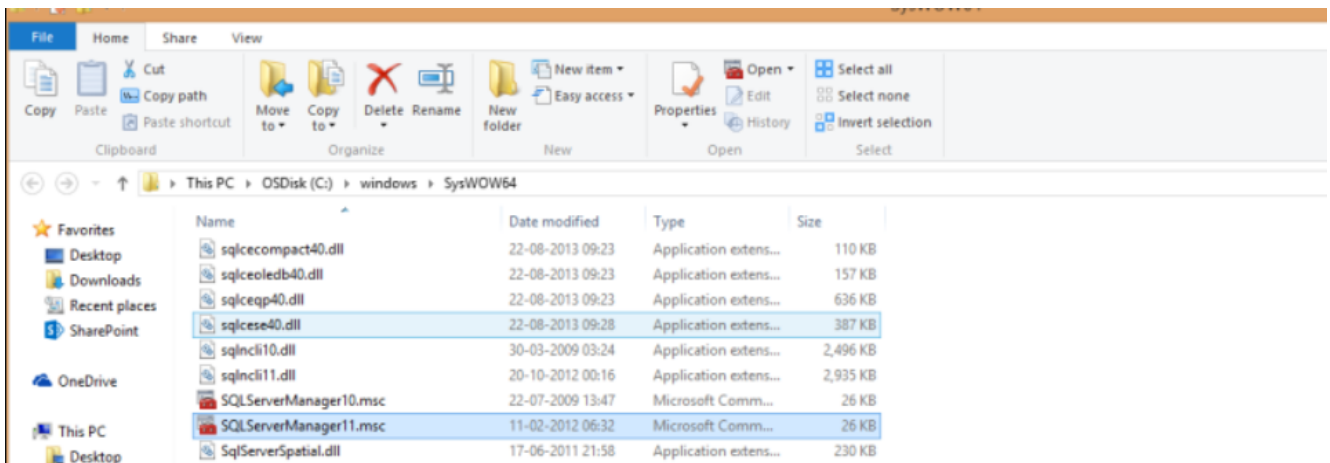 File Home Share View
Copy Paste Cut Copy path Paste shortcut
Move to Copy to Delete Rename
New folder New item Easy access
Properties Open Edit History
Select all Select none Invert selection
Clipboard Organize New Open Select
This PC OSDisk (C:) windows SysWOW64
Favorites
Desktop
Downloads
Recent places
SharePoint
OneDrive
This PC
Desktop
Name Date modified Type Size
sqlcecompact40.dll 22-08-2013 09:23 Application extens... 110 KB
sqlceoledb40.dll 22-08-2013 09:23 Application extens... 157 KB
sqlceqp40.dll 22-08-2013 09:23 Application extens... 636 KB
sqlcese40.dll 22-08-2013 09:28 Application extens... 387 KB
sqlncli10.dll 30-03-2009 03:24 Application extens... 2,496 KB
sqlncli11.dll 20-10-2012 00:16 Application extens... 2,935 KB
SQLServerManager10.msc 22-07-2009 13:47 Microsoft Comm... 26 KB
SQLServerManager11.msc 11-02-2012 06:32 Microsoft Comm... 26 KB
SqlServerSpatial.dll 17-06-2011 21:58 Application extens... 230 KB